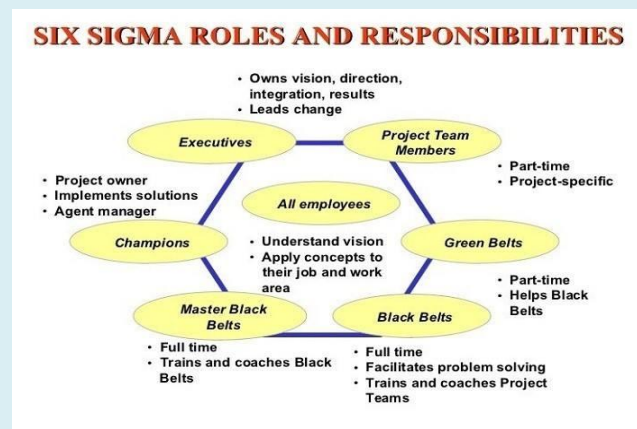 SIX SIGMA ROLES AND RESPONSIBILITIES
• Owns vision, direction,
integration, results
• Leads change
Executives
Project Team
Members
• Part-time
• Project-specific
• Project owner
• Implements solutions
• Agent manager
All employees
Champions
• Understand vision
• Apply concepts to
their job and work
area
Green Belts
• Part-time
• Helps Black
Belts
Master Black
Belts
Black Belts
• Full time
• Trains and coaches Black
Belts
• Full time
• Facilitates problem solving
• Trains and coaches Project
Teams